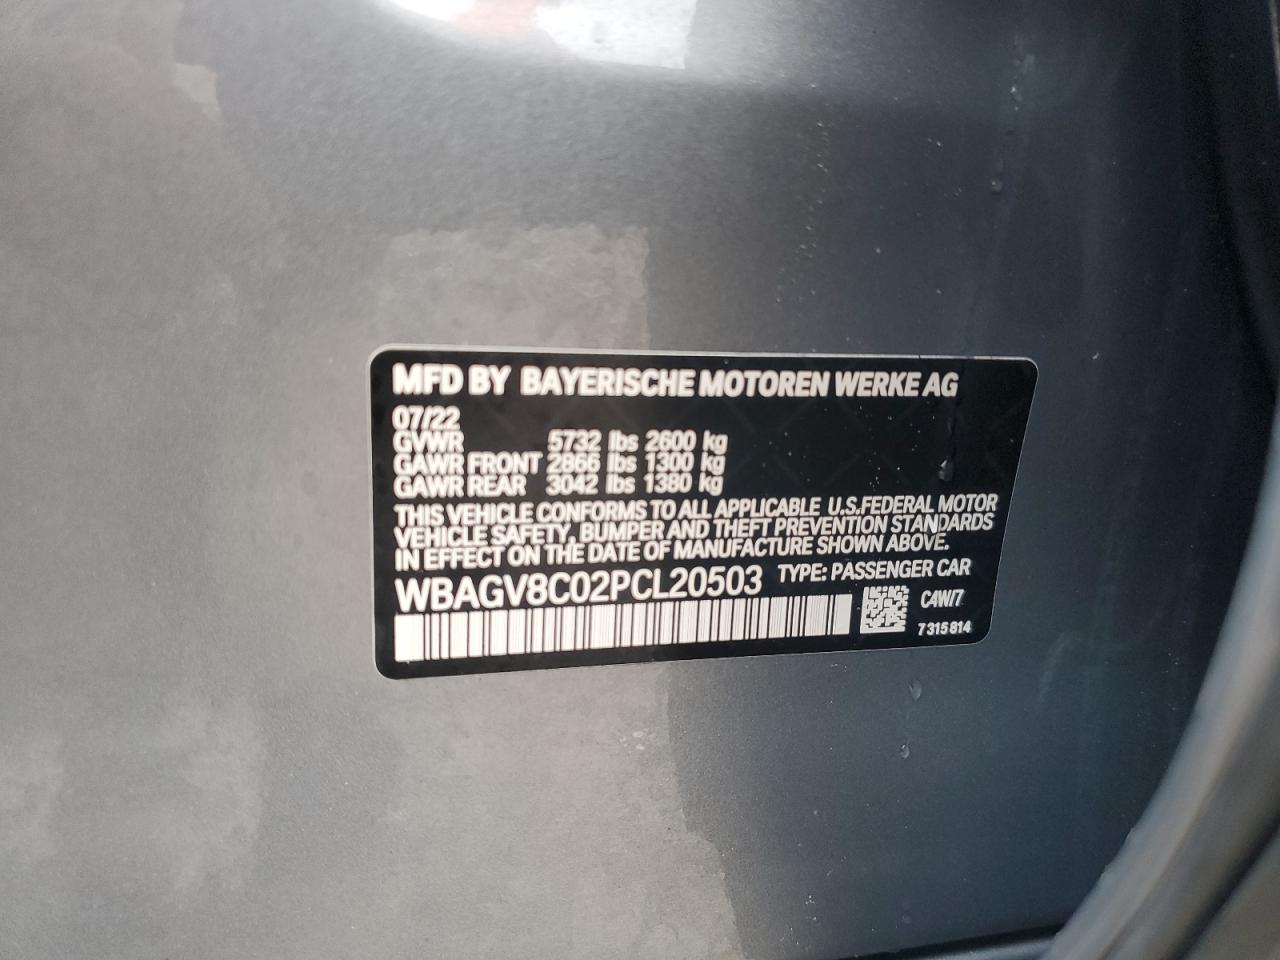 MFD BY BAYERISCHE MOTOREN WERKE AG
07/22
GVWR 5732 lbs 2600 kg
GAWR FRONT 2866 lbs 1300 kg
GAWR REAR 3042 lbs 1380 kg
THIS VEHICLE CONFORMS TO ALL APPLICABLE U.S.FEDERAL MOTOR
VEHICLE SAFETY, BUMPER AND THEFT PREVENTION STANDARDS
IN EFFECT ON THE DATE OF MANUFACTURE SHOWN ABOVE.
WBAGV8C02PCL20503 TYPE: PASSENGER CAR
C4W/7
7315814